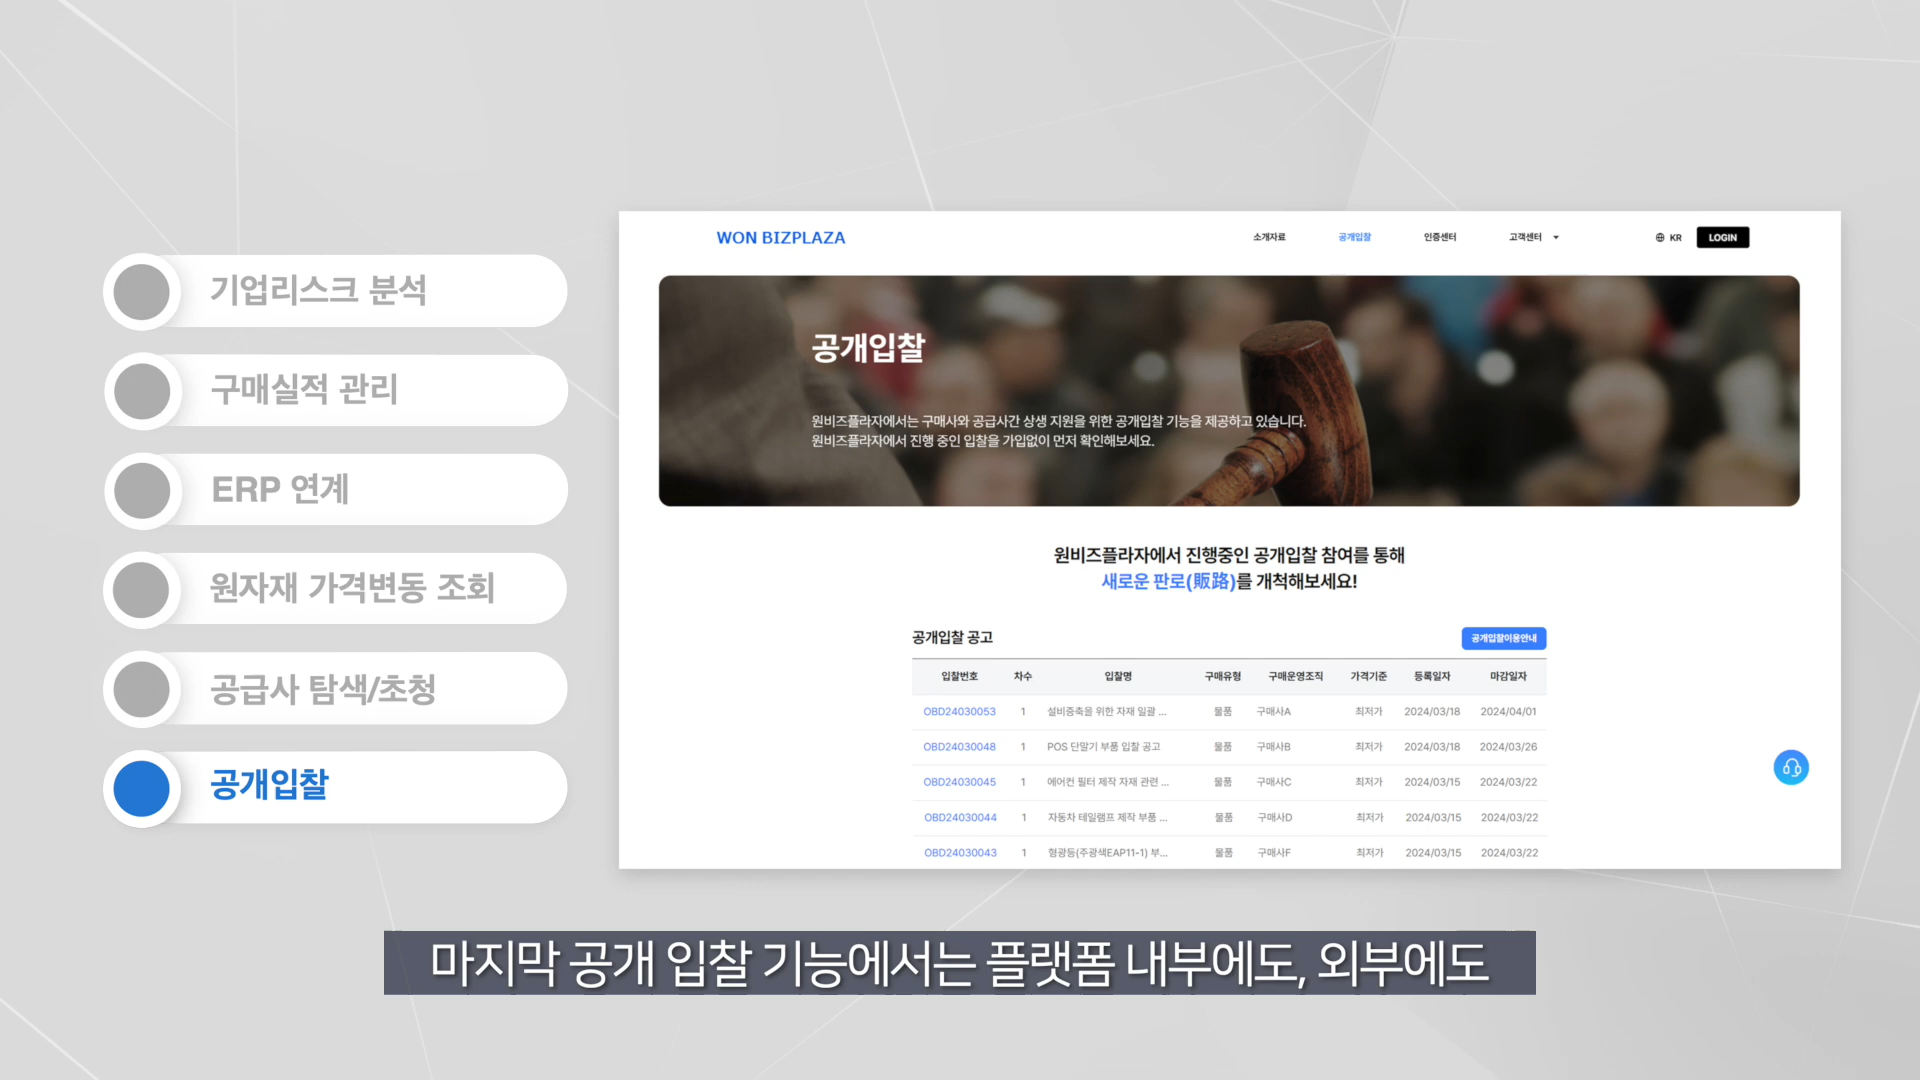 기업리스크 분석
구매실적 관리
ERP 연계
원자재 가격변동 조회
공급사 탐색/초청
공개입찰
WON BIZPLAZA
소개자료 공개입찰 인증센터 고객센터 KR LOGIN
공개입찰
원비즈플라자에서는 구매사와 공급사간 상생 지원을 위한 공개입찰 기능을 제공하고 있습니다.
원비즈플라자에서 진행 중인 입찰을 가입없이 먼저 확인해보세요.
원비즈플라자에서 진행중인 공개입찰 참여를 통해
새로운 판로(販路)를 개척해보세요!
공개입찰 공고 공개입찰이용안내
입찰번호 차수 입찰명 구매유형 구매운영조직 가격기준 등록일자 마감일자
OBD24030053 1 설비증축을 위한 자재 일괄 ... 물품 구매사A 최저가 2024/03/18 2024/04/01
OBD24030048 1 POS 단말기 부품 입찰 공고 물품 구매사B 최저가 2024/03/18 2024/03/26
OBD24030045 1 에어컨 필터 제작 자재 관련 ... 물품 구매사C 최저가 2024/03/15 2024/03/22
OBD24030044 1 자동차 테일램프 제작 부품 ... 물품 구매사D 최저가 2024/03/15 2024/03/22
OBD24030043 1 형광등(주광색EAP11-1) 부... 물품 구매사F 최저가 2024/03/15 2024/03/22
마지막 공개 입찰 기능에서는 플랫폼 내부에도, 외부에도